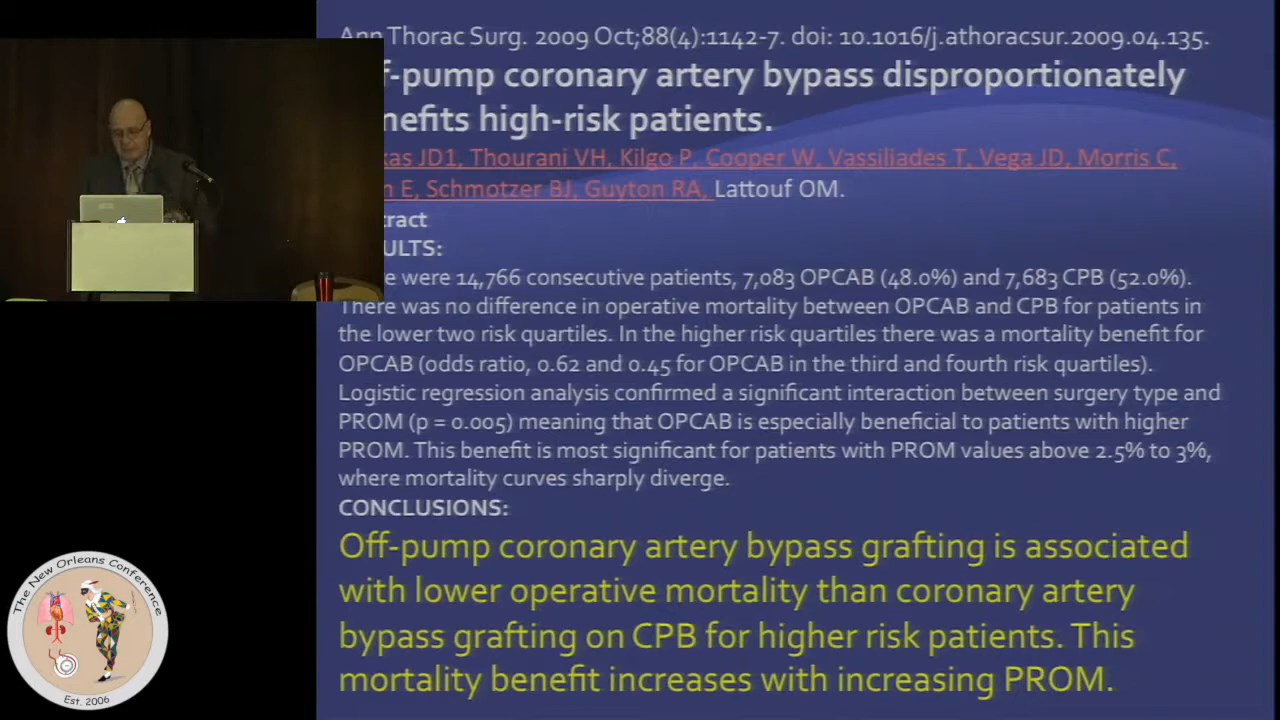 Ann Thorac Surg. 2009 Oct;88(4):1142-7. doi: 10.1016/j.athoracsur.2009.04.135.
f-pump coronary artery bypass disproportionately
nefits high-risk patients.
kas JD1, Thourani VH, Kilgo P, Cooper W, Vassiliades T, Vega JD, Morris C,
n E, Schmotzer BJ, Guyton RA, Lattouf OM.
tract
ULTS:
e were 14,766 consecutive patients, 7,083 OPCAB (48.0%) and 7,683 CPB (52.0%).
There was no difference in operative mortality between OPCAB and CPB for patients in
the lower two risk quartiles. In the higher risk quartiles there was a mortality benefit for
OPCAB (odds ratio, 0.62 and 0.45 for OPCAB in the third and fourth risk quartiles).
Logistic regression analysis confirmed a significant interaction between surgery type and
PROM (p = 0.005) meaning that OPCAB is especially beneficial to patients with higher
PROM. This benefit is most significant for patients with PROM values above 2.5% to 3%,
where mortality curves sharply diverge.
CONCLUSIONS:
Off-pump coronary artery bypass grafting is associated
with lower operative mortality than coronary artery
bypass grafting on CPB for higher risk patients. This
mortality benefit increases with increasing PROM.
The New Orleans Conference
Est. 2006